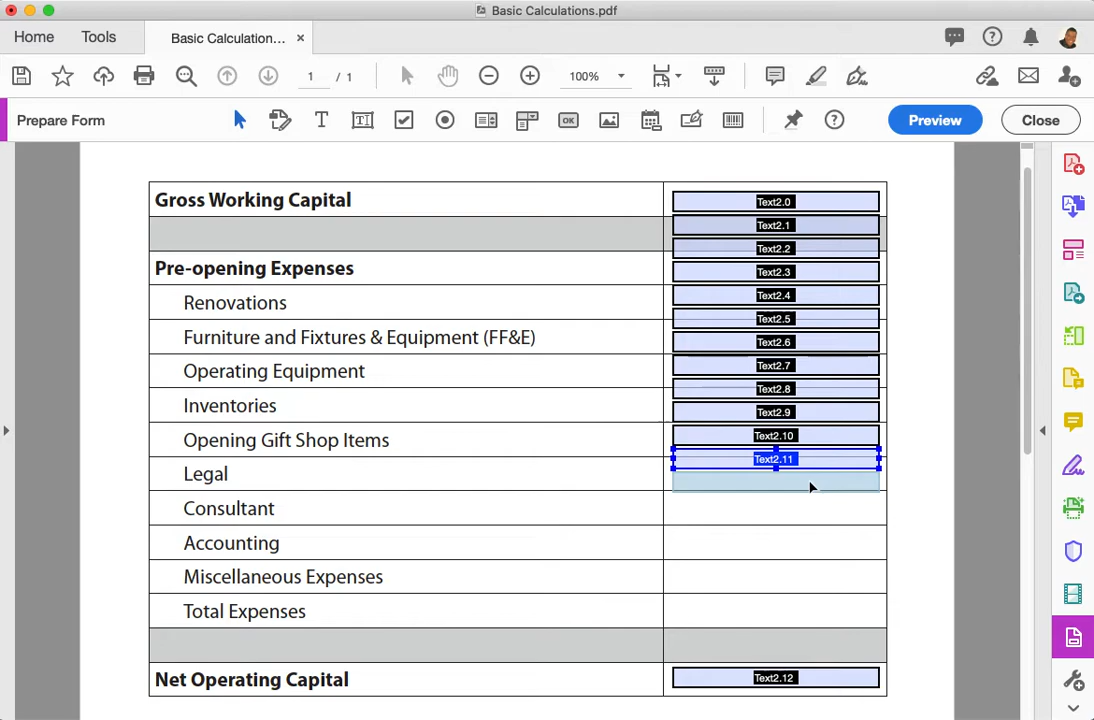 Basic Calculations.pdf
Home Tools Basic Calculation... ×
1 / 1 100%
Prepare Form T T OK Preview Close
Gross Working Capital Text2.0
Text2.1
Text2.2
Pre-opening Expenses Text2.3
Renovations Text2.4
Text2.5
Furniture and Fixtures & Equipment (FF&E) Text2.6
Operating Equipment Text2.7
Text2.8
Inventories Text2.9
Opening Gift Shop Items Text2.10
Text2.11
Legal
Consultant
Accounting
Miscellaneous Expenses
Total Expenses
Net Operating Capital Text2.12